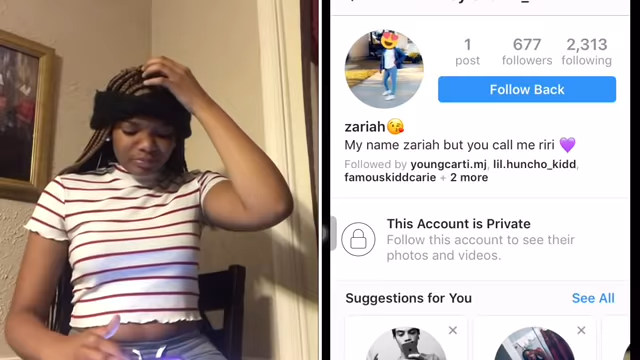 1 677 2,313
post followers following
Follow Back
zariah😘
My name zariah but you call me riri 💜
Followed by youngcarti.mj, lil.huncho_kidd,
famouskiddcarie + 2 more
This Account is Private
Follow this account to see their
photos and videos.
Suggestions for You See All